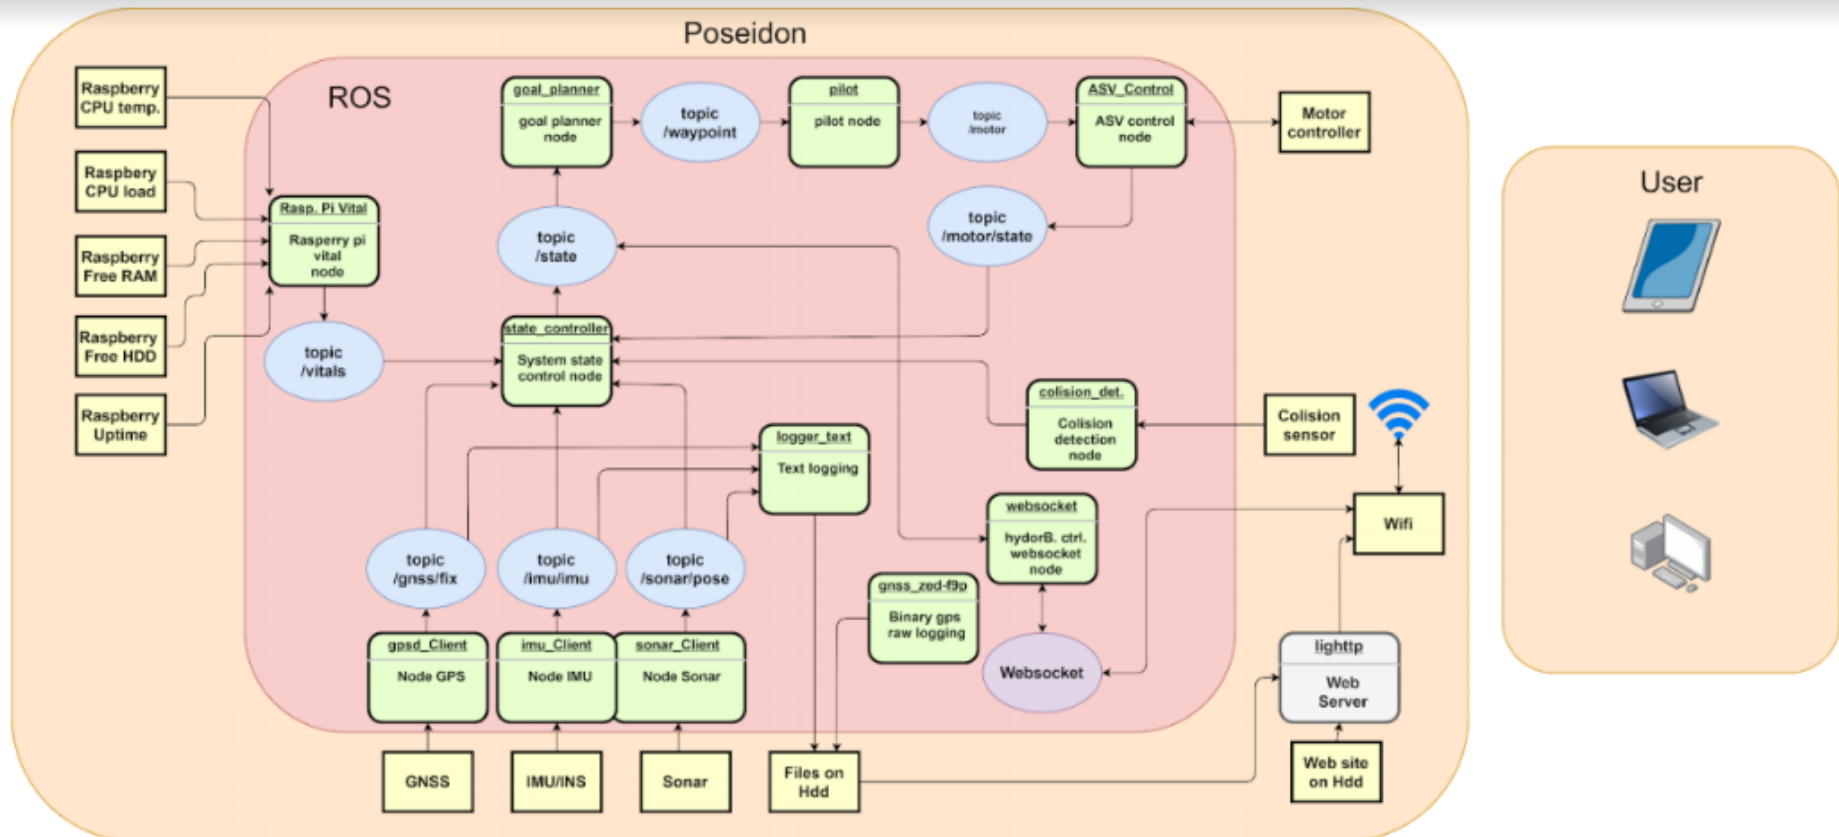 Poseidon
ROS
User
Raspberry
CPU temp.
Raspbery
CPU load
Raspberry
Free RAM
Raspberry
Free HDD
Raspberry
Uptime
Rasp. Pi Vital
Rasperry pi
vital
node
topic
/vitals
goal_planner
goal planner
node
topic
/waypoint
pilot
pilot node
topic
/motor
ASV_Control
ASV control
node
Motor
controller
topic
/state
topic
/motor/state
state_controller
System state
control node
colision_det.
Colision
detection
node
Colision
sensor
logger_text
Text logging
websocket
hydorB. ctrl.
websocket
node
Wifi
topic
/gnss/fix
topic
/imu/imu
topic
/sonar/pose
gnss_zed-f9p
Binary gps
raw logging
Websocket
gpsd_Client
Node GPS
imu_Client
Node IMU
sonar_Client
Node Sonar
lighttp
Web
Server
GNSS
IMU/INS
Sonar
Files on
Hdd
Web site
on Hdd